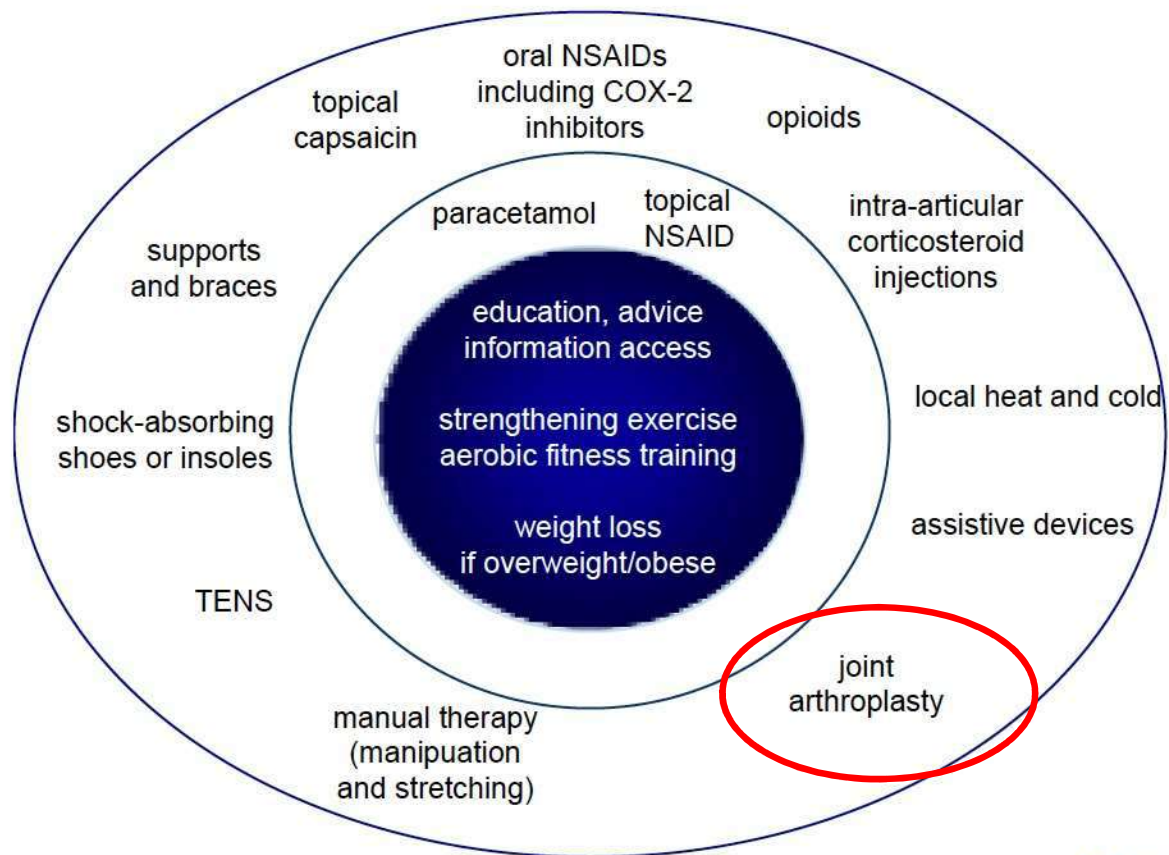 oral NSAIDs
including COX-2
inhibitors
topical
capsaicin
opioids
paracetamol
topical
NSAID
intra-articular
corticosteroid
injections
supports
and braces
education, advice
information access
local heat and cold
shock-absorbing
shoes or insoles
strengthening exercise
aerobic fitness training
assistive devices
weight loss
if overweight/obese
TENS
joint
arthroplasty
manual therapy
(manipuation
and stretching)